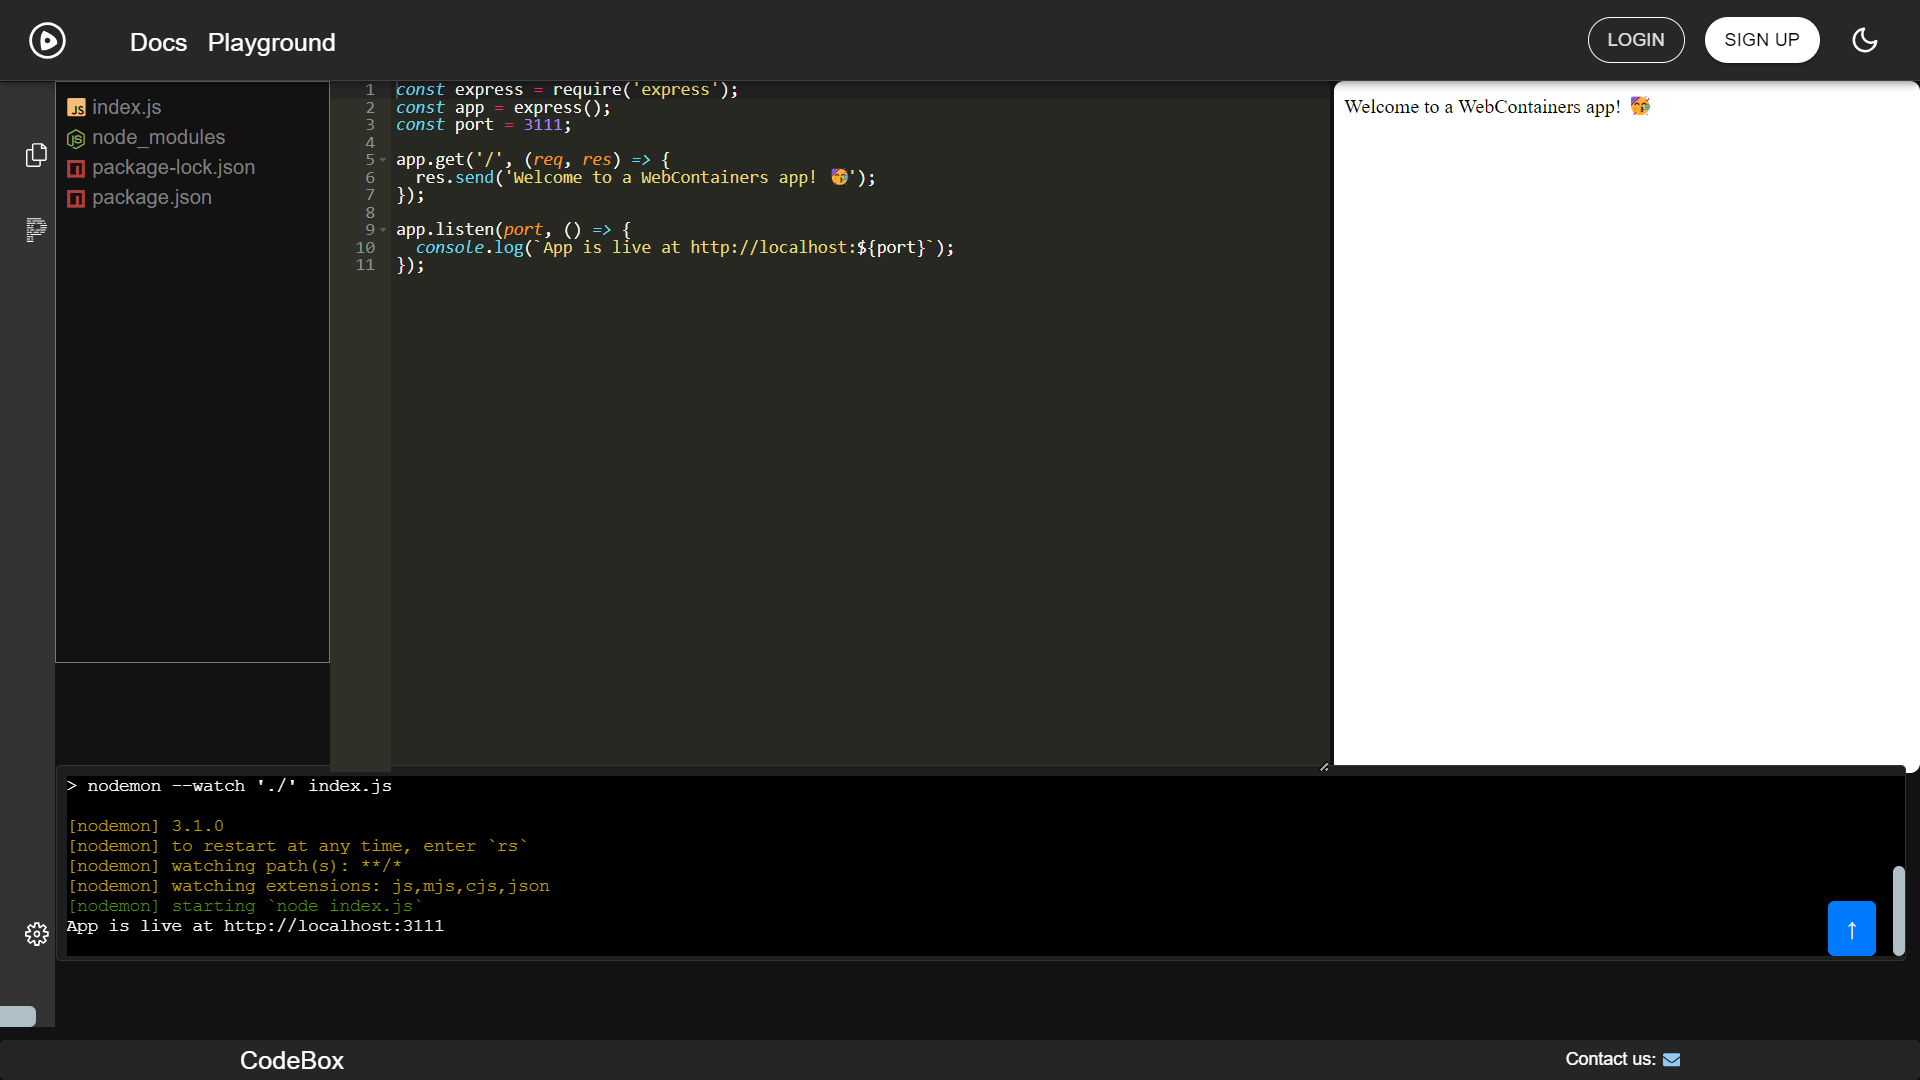 Docs Playground
LOGIN
SIGN UP
index.js
node_modules
package-lock.json
package.json
1 const express = require('express');
2 const app = express();
3 const port = 3111;
4
5 app.get('/', (req, res) => {
6 res.send('Welcome to a WebContainers app! 🥳');
7 });
8
9 app.listen(port, () => {
10 console.log(`App is live at http://localhost:${port}`);
11 });
Welcome to a WebContainers app! 🥳
> nodemon --watch './' index.js
[nodemon] 3.1.0
[nodemon] to restart at any time, enter `rs`
[nodemon] watching path(s): **/*
[nodemon] watching extensions: js,mjs,cjs,json
[nodemon] starting `node index.js`
App is live at http://localhost:3111
↑
CodeBox
Contact us: